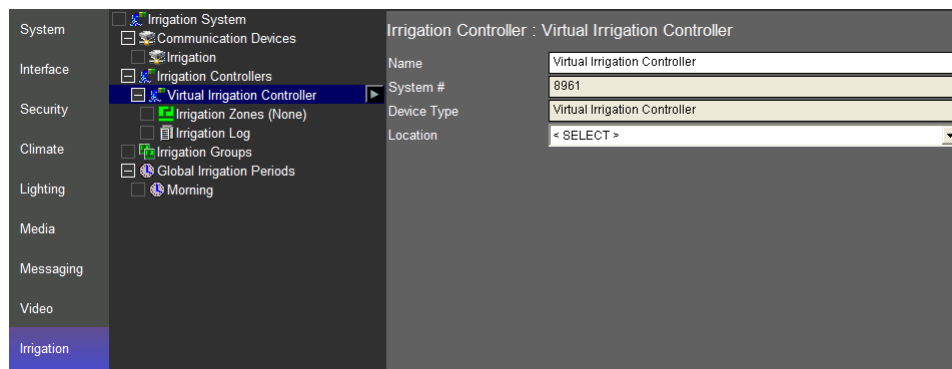 System
Interface
Security
Climate
Lighting
Media
Messaging
Video
Irrigation
Irrigation System
Communication Devices
Irrigation
Irrigation Controllers
Virtual Irrigation Controller
Irrigation Zones (None)
Irrigation Log
Irrigation Groups
Global Irrigation Periods
Morning
Irrigation Controller : Virtual Irrigation Controller
Name Virtual Irrigation Controller
System # 8961
Device Type Virtual Irrigation Controller
Location < SELECT >